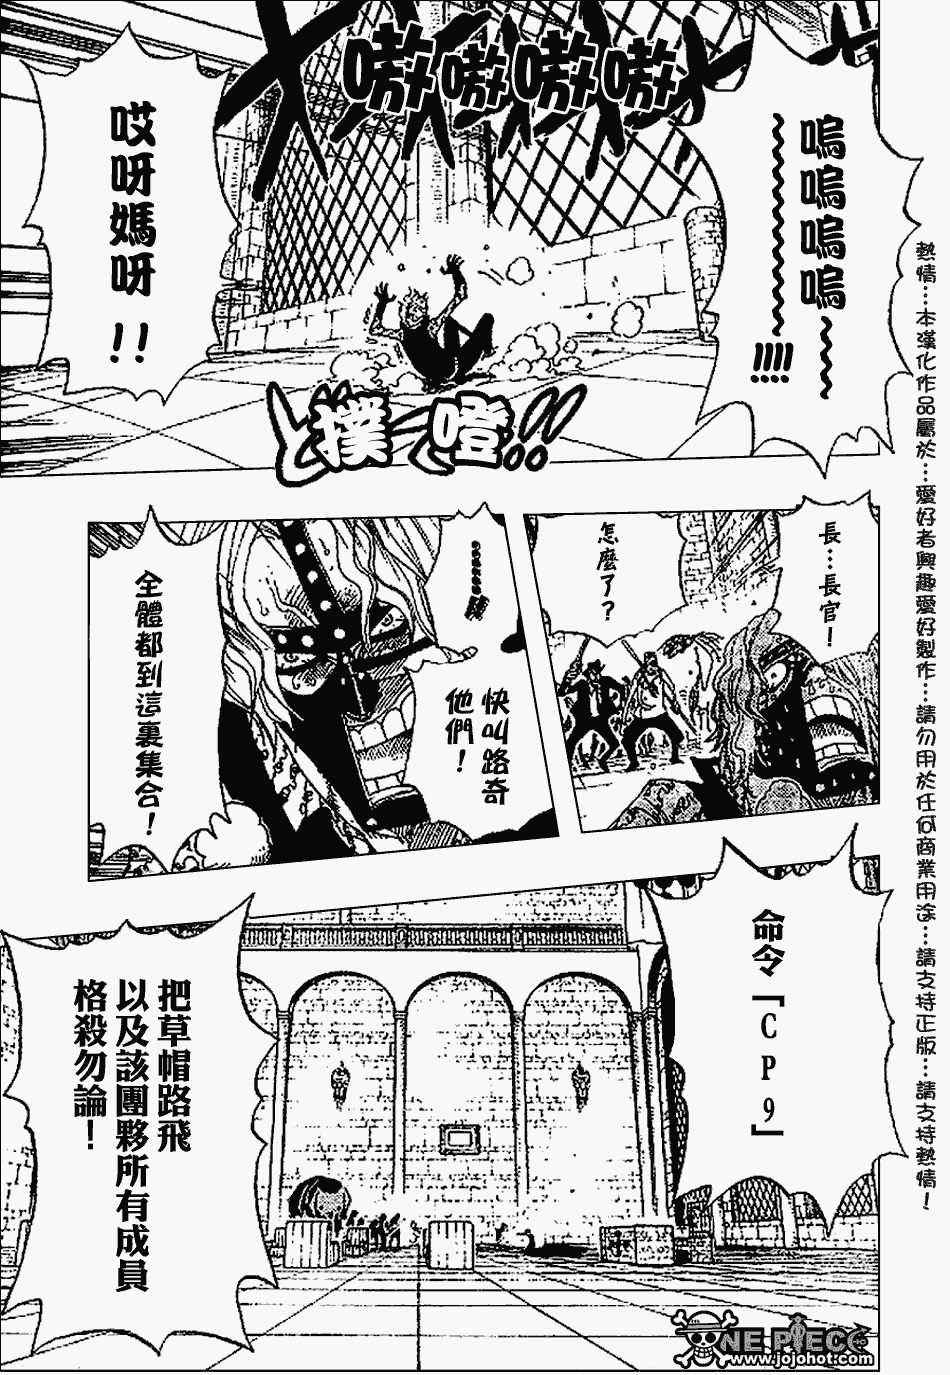 嗷嗷嗷嗷
嗚嗚嗚嗚~~
~~!!!!
哎呀媽呀!!
撲噔!!
長…長官!
怎麼了?
快叫路奇
他們!
全體都到這裏集合!
命令「CP9」
把草帽路飛
以及該團夥所有成員
格殺勿論!
熱情…本漢化作品屬於…愛好者興趣愛好製作…請勿用於任何商業用途…請支持正版…請支持熱情!
ONE PIECE
www.jojohot.com